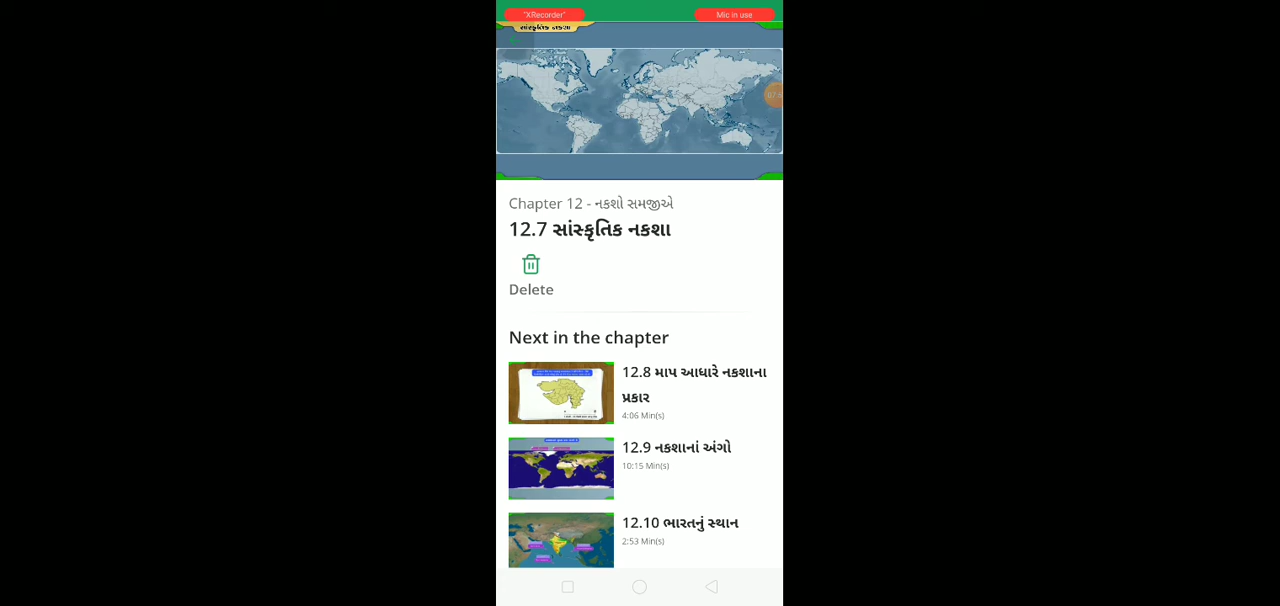 "XRecorder"
Mic in use
સાંસ્કૃતિક નકશા
Chapter 12 - નકશો સમજીએ
12.7 સાંસ્કૃતિક નકશા
Delete
Next in the chapter
12.8 માપ આધારે નકશાના
પ્રકાર
4:06 Min(s)
12.9 નકશાનાં અંગો
10:15 Min(s)
12.10 ભારતનું સ્થાન
2:53 Min(s)